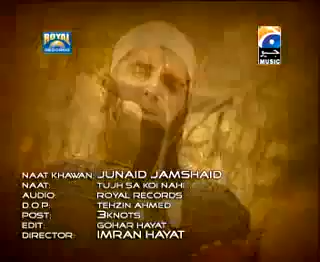 ROYAL
RECORDS
GEO
MUSIC
NAAT KHAWAN: JUNAID JAMSHAID
NAAT: TUJH SA KOI NAHI
AUDIO: ROYAL RECORDS
D.O.P: TEHZIN AHMED
POST: 3KNOTS
EDIT: GOHAR HAYAT
DIRECTOR: IMRAN HAYAT